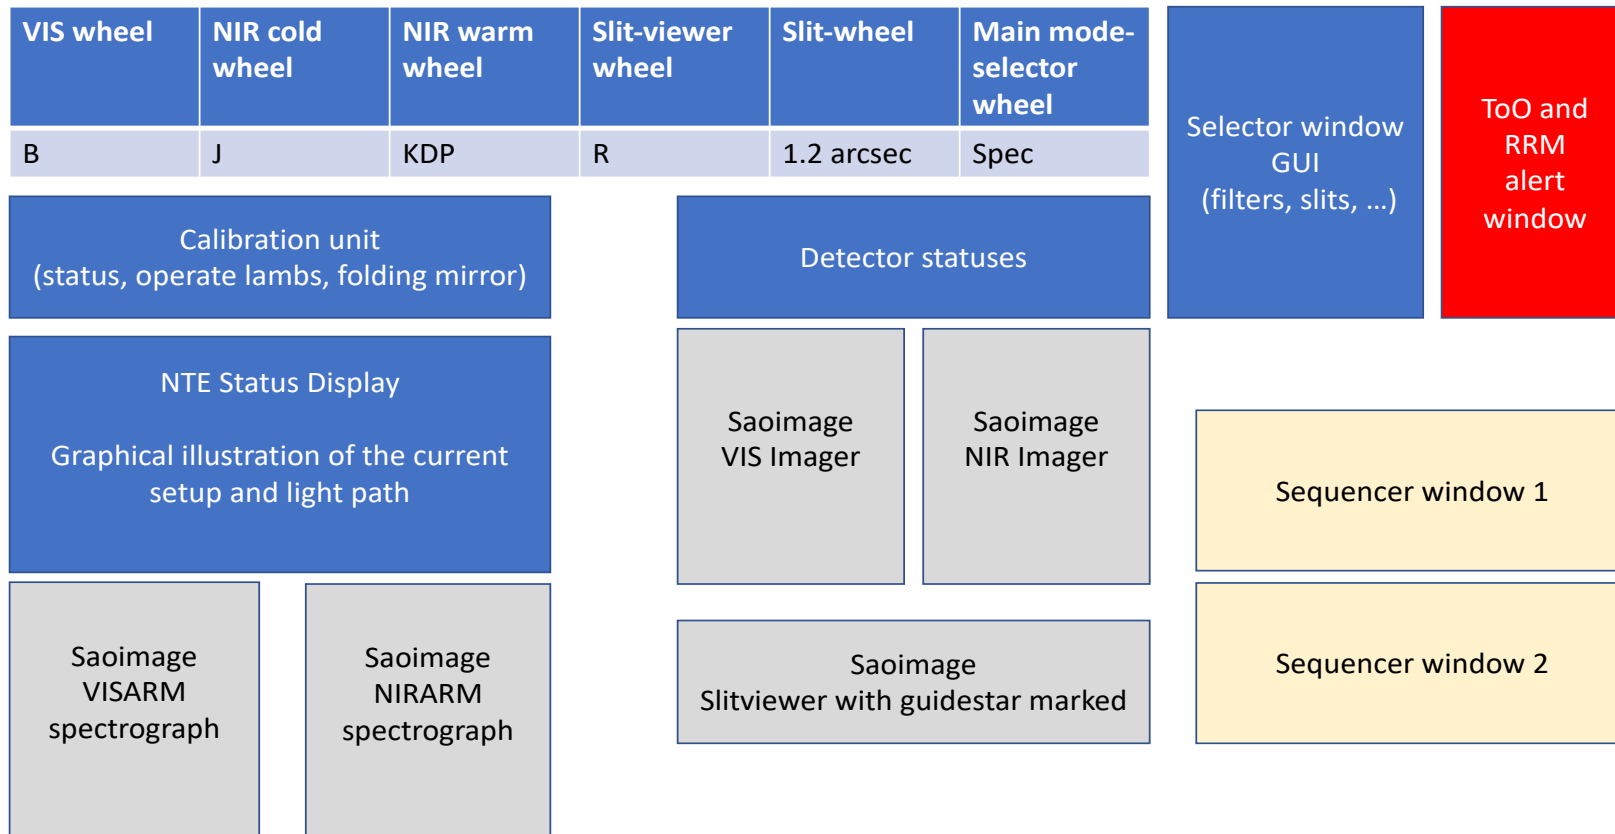 VIS wheel
NIR cold
wheel
NIR warm
wheel
Slit-viewer
wheel
Slit-wheel
Main mode-
selector
wheel
B
J
KDP
R
1.2 arcsec
Spec
Selector window
GUI
(filters, slits, ...)
ToO and
RRM
alert
window
Calibration unit
(status, operate lambs, folding mirror)
Detector statuses
NTE Status Display
Graphical illustration of the current
setup and light path
Saoimage
VIS Imager
Saoimage
NIR Imager
Sequencer window 1
Saoimage
VISARM
spectrograph
Saoimage
NIRARM
spectrograph
Saoimage
Slitviewer with guidestar marked
Sequencer window 2